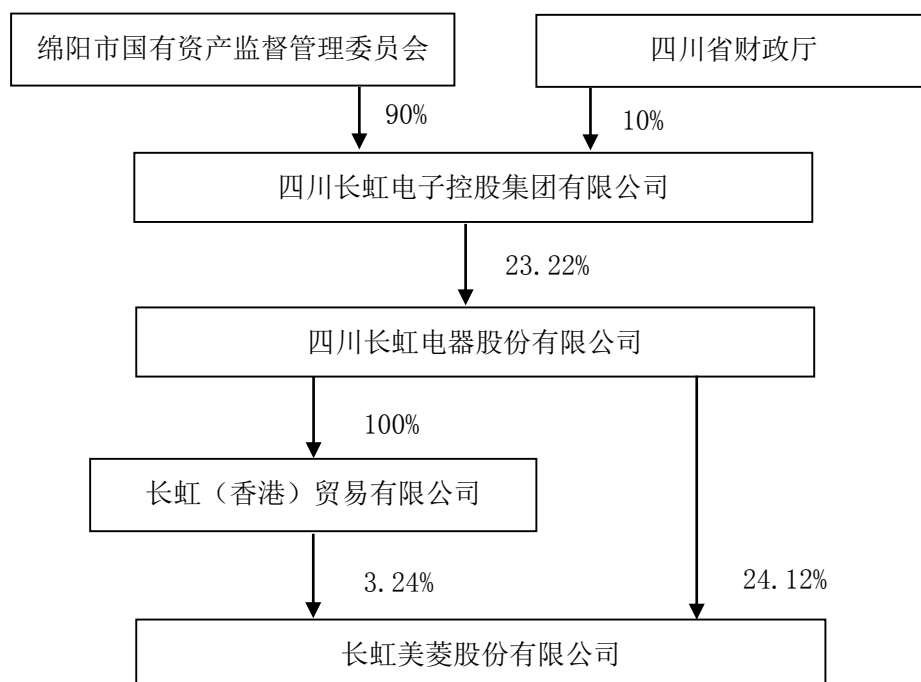 绵阳市国有资产监督管理委员会
四川省财政厅
90%
10%
四川长虹电子控股集团有限公司
23.22%
四川长虹电器股份有限公司
100%
长虹（香港）贸易有限公司
3.24%
24.12%
长虹美菱股份有限公司